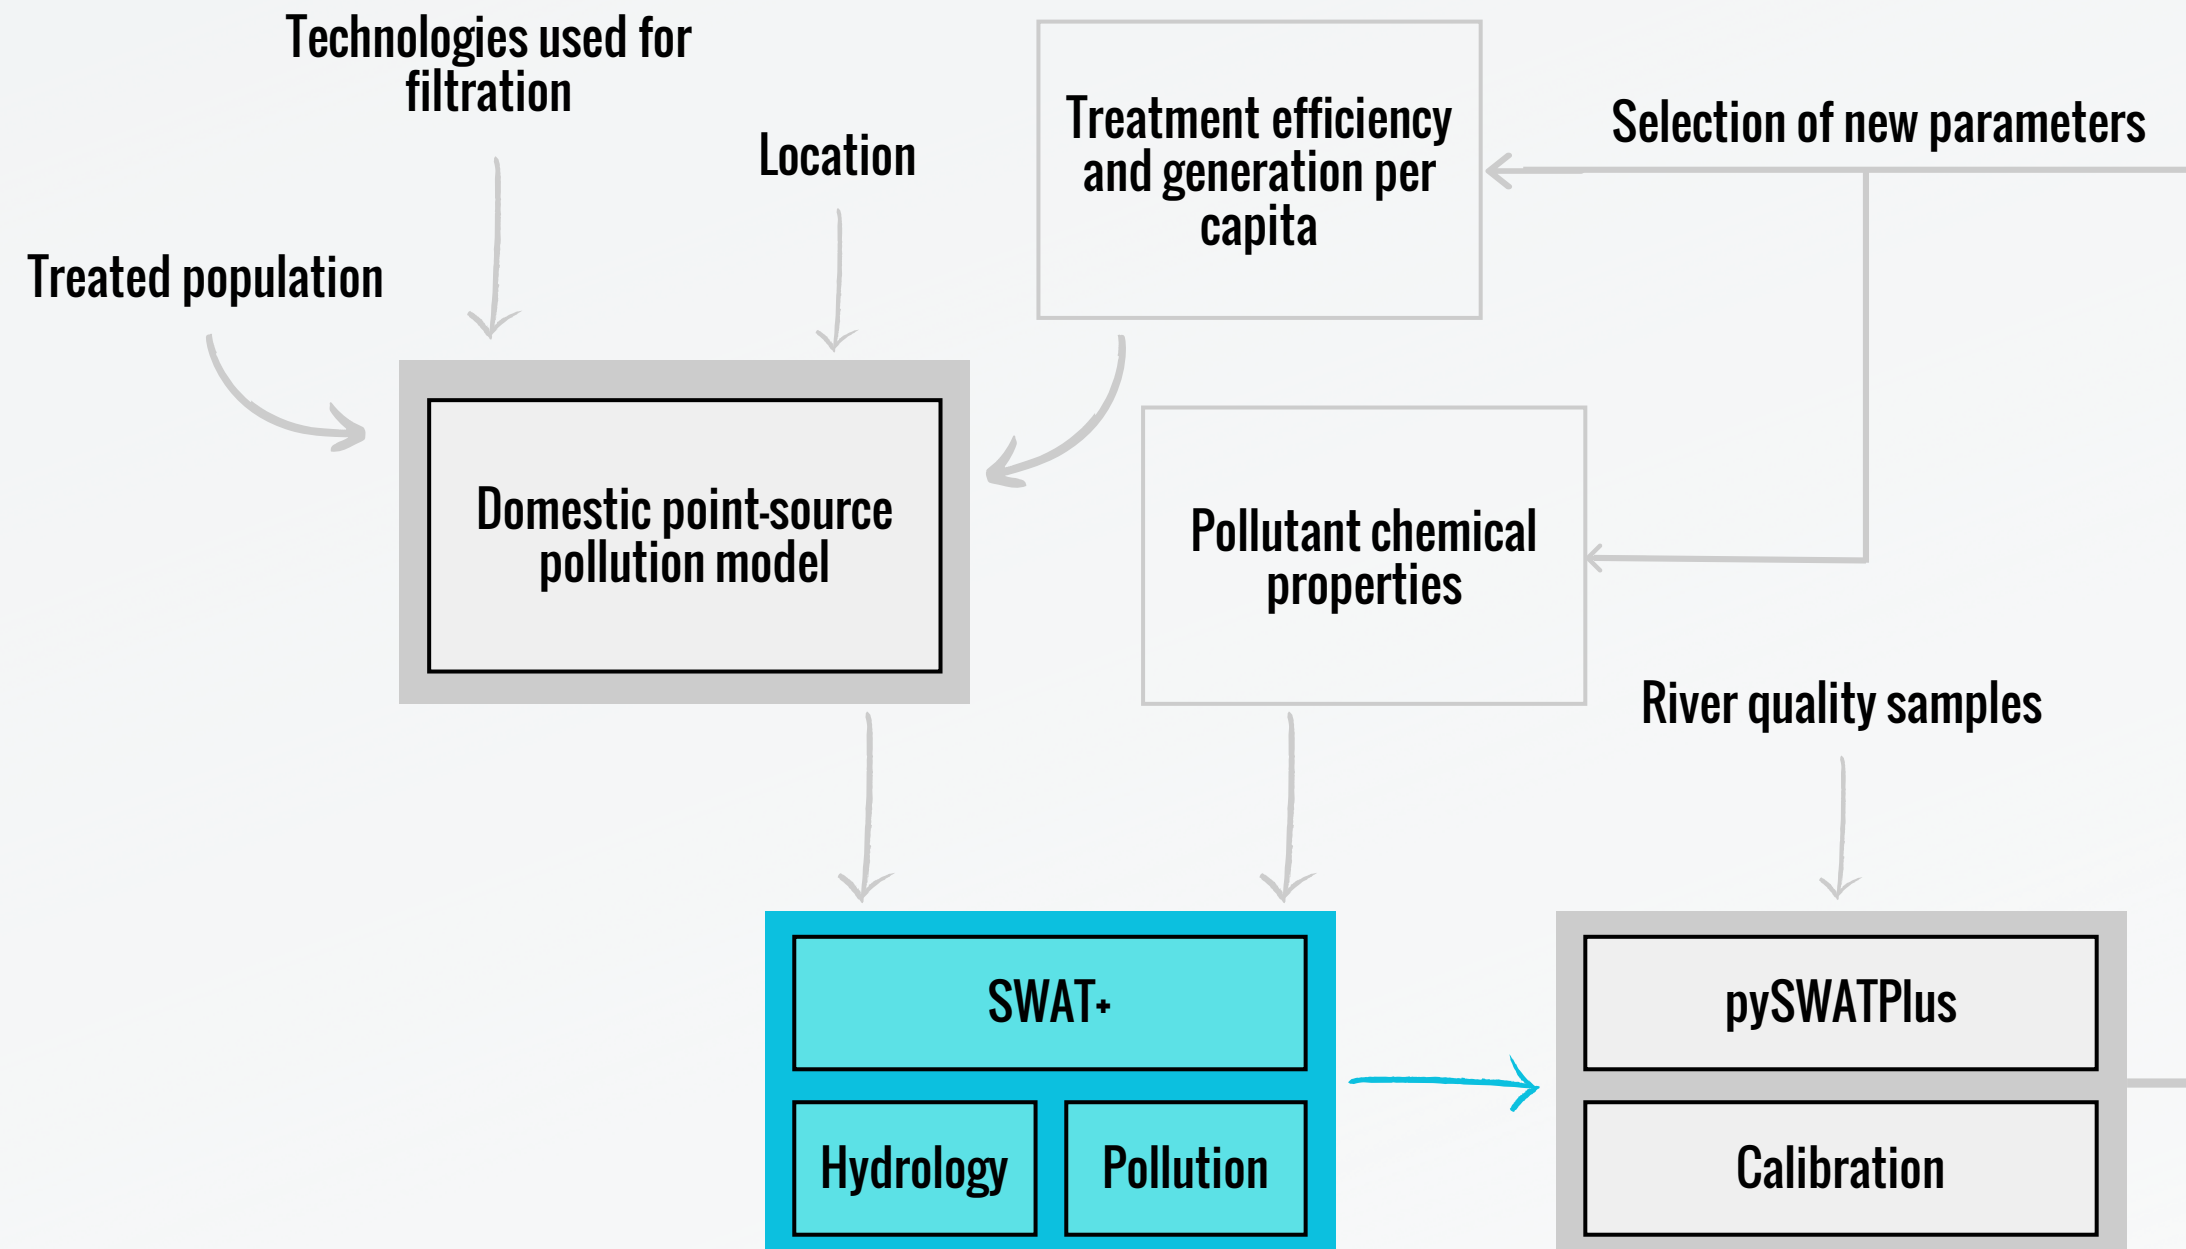 Technologies used for
filtration
Location
Treated population
Treatment efficiency
and generation per
capita
Selection of new parameters
Domestic point-source
pollution model
Pollutant chemical
properties
River quality samples
SWAT+
Hydrology
Pollution
pySWATPlus
Calibration